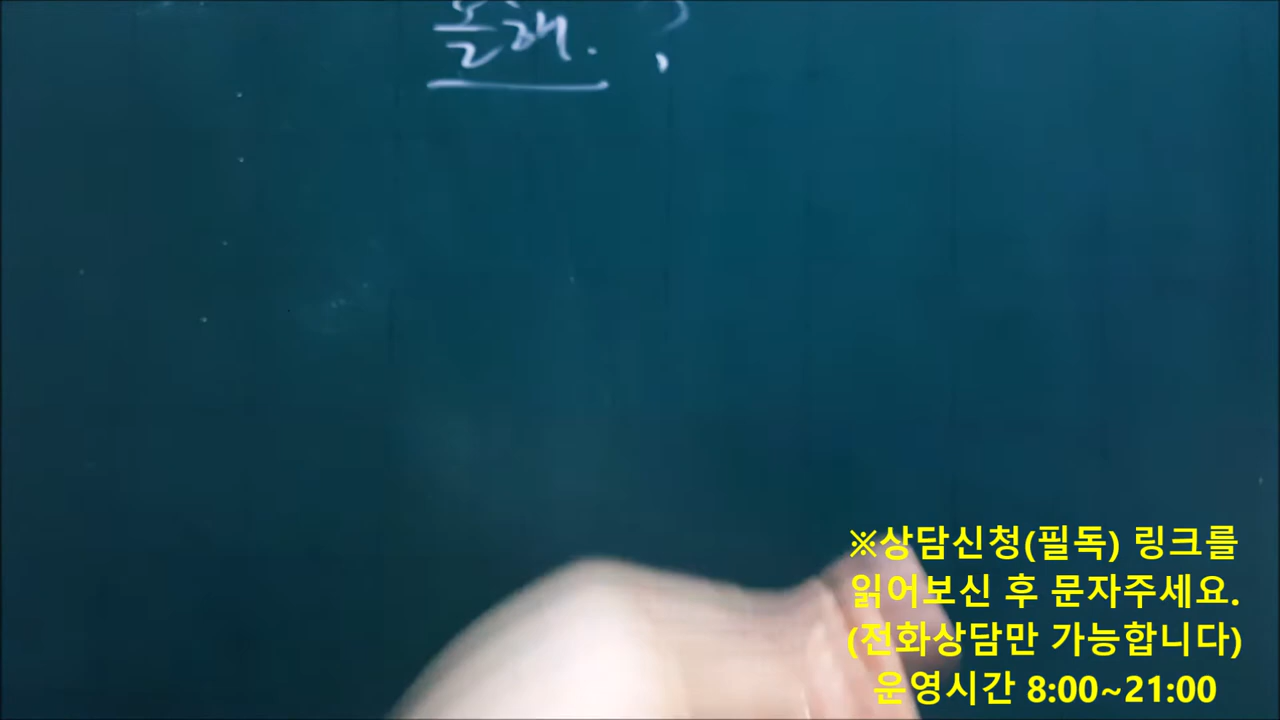 올해. ?
※상담신청(필독) 링크를
읽어보신 후 문자주세요.
(전화상담만 가능합니다)
운영시간 8:00~21:00